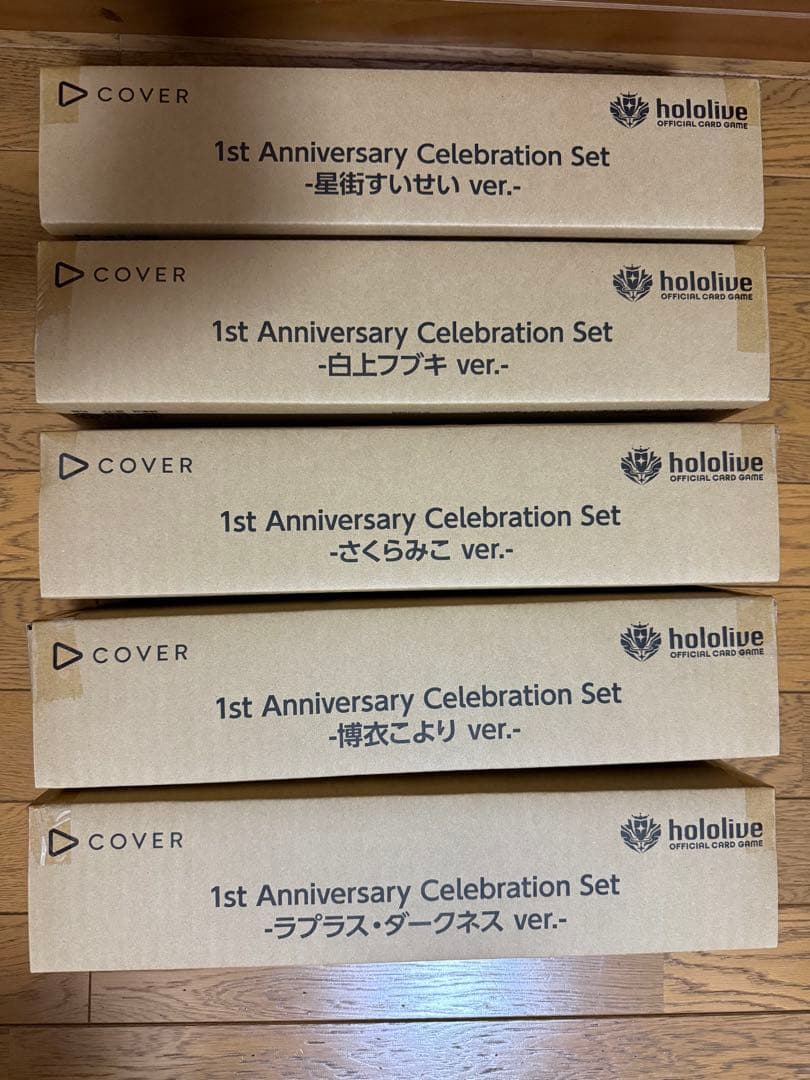 COVER
hololive
OFFICIAL CARD GAME
1st Anniversary Celebration Set
-星街すいせい ver.-
COVER
hololive
OFFICIAL CARD GAME
1st Anniversary Celebration Set
-白上フブキ ver.-
COVER
hololive
OFFICIAL CARD GAME
1st Anniversary Celebration Set
-さくらみこ ver.-
COVER
hololive
OFFICIAL CARD GAME
1st Anniversary Celebration Set
-博衣こより ver.-
COVER
hololive
OFFICIAL CARD GAME
1st Anniversary Celebration Set
-ラプラス・ダークネス ver.-